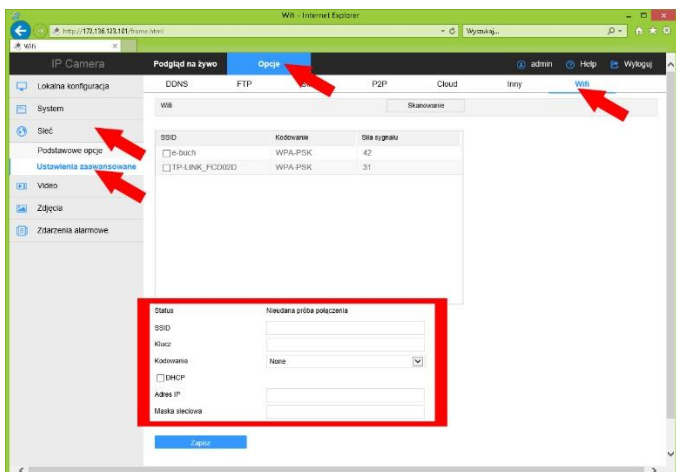 Wifi - Internet Explorer
http://172.136.123.101/frame.html
Wyszukaj...
Wifi
IP Camera
Podgląd na żywo
Opcje
admin
Help
Wyloguj
Lokalna konfiguracja
DDNS
FTP
P2P
Cloud
Inny
Wifi
System
Wifi
Skanowanie
Sieć
SSID
Kodowanie
Siła sygnału
Podstawowe opcje
e-buch
WPA-PSK
42
Ustawienia zaawansowane
TP-LINK_FCD02D
WPA-PSK
31
Video
Zdjęcia
Zdarzenia alarmowe
Status
Nieudana próba połączenia
SSID
Klucz
Kodowanie
None
DHCP
Adres IP
Maska sieciowa
Zapisz